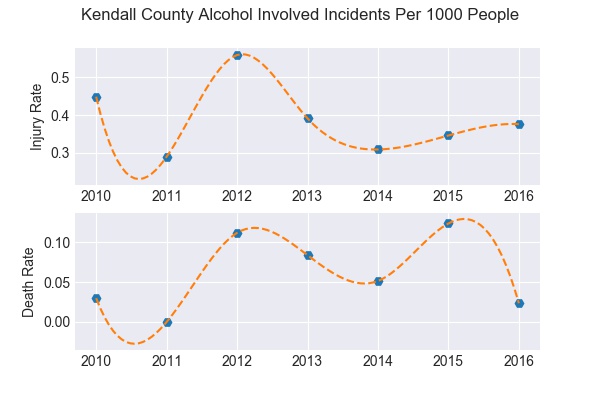 Kendall County Alcohol Involved Incidents Per 1000 People
Injury Rate
0.5
0.4
0.3
2010 2011 2012 2013 2014 2015 2016
Death Rate
0.10
0.05
0.00
2010 2011 2012 2013 2014 2015 2016